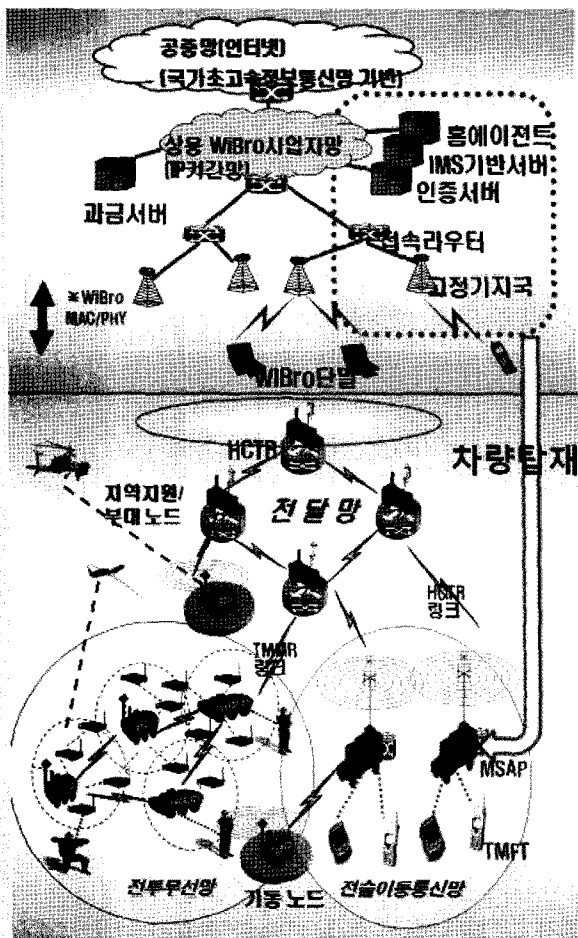 공중망(인터넷)
(국가초고속정보통신망 기반)
상용 WiBro사업자망
(IP커간망)
홈에이전트
IMS기반서버
인증서버
과금서버
접속라우터
고정기지국
※WiBro
MAC/PHY
WiBro단말
HCTR
차량탑재
지역지원/
부대 노드
전달망
HCTR
링크
TMMR
링크
MSAP
TMFT
전투무선망
기동 노드
전술이동통신망